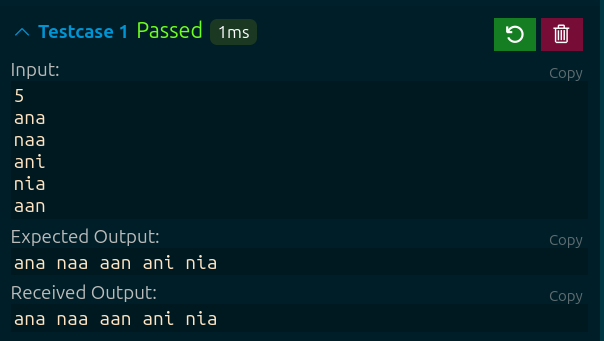 Testcase 1 Passed 1ms
Input:
Copy
5
ana
naa
ani
nia
aan
Expected Output:
Copy
ana naa aan ani nia
Received Output:
Copy
ana naa aan ani nia